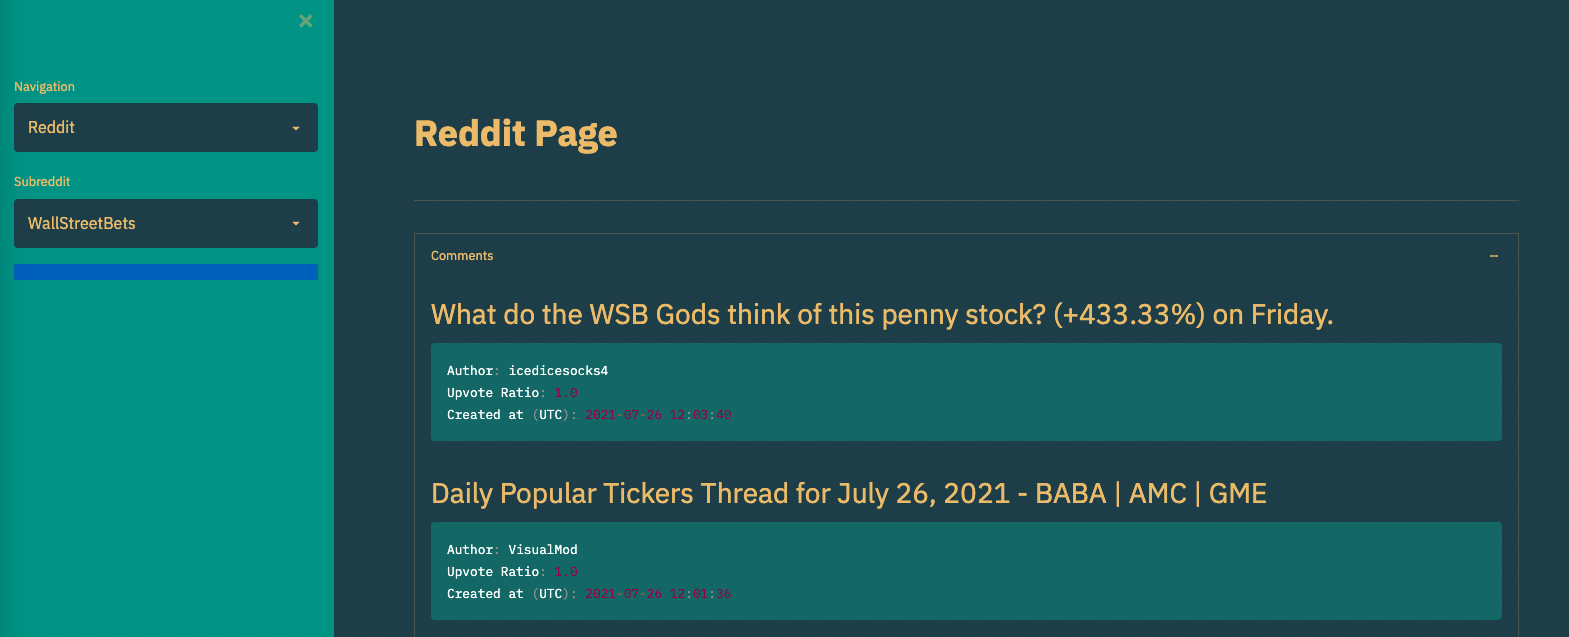 ×
Navigation
Reddit
Subreddit
WallStreetBets
Reddit Page
Comments
What do the WSB Gods think of this penny stock? (+433.33%) on Friday.
Author: icedicesocks4
Upvote Ratio: 1.0
Created at (UTC): 2021-07-26 12:03:40
Daily Popular Tickers Thread for July 26, 2021 - BABA | AMC | GME
Author: VisualMod
Upvote Ratio: 1.0
Created at (UTC): 2021-07-26 12:01:36